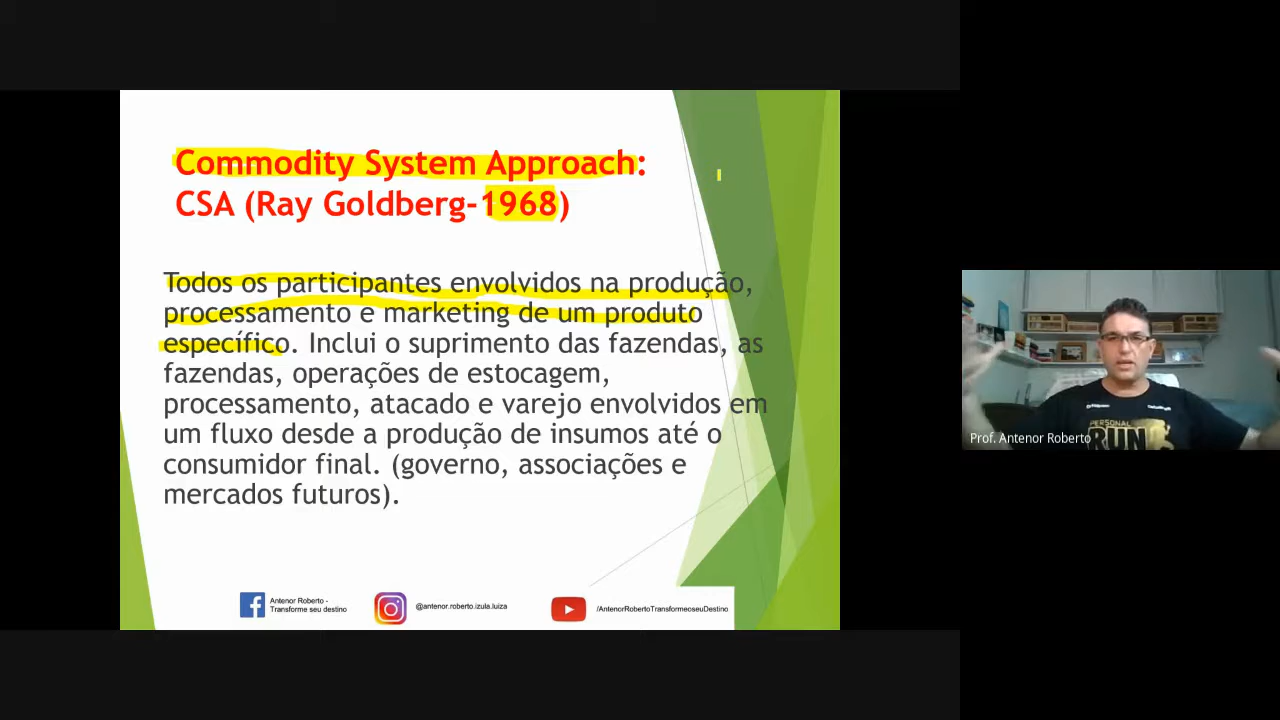 Commodity System Approach:
CSA (Ray Goldberg-1968)
Todos os participantes envolvidos na produção,
processamento e marketing de um produto
específico. Inclui o suprimento das fazendas, as
fazendas, operações de estocagem,
processamento, atacado e varejo envolvidos em
um fluxo desde a produção de insumos até o
consumidor final. (governo, associações e
mercados futuros).
Antenor Roberto -
Transforme seu destino
@antenor.roberto.izula.luiza
/AntenorRobertoTransformeoseuDestino
PERSONAL
RUN
Prof. Antenor Roberto